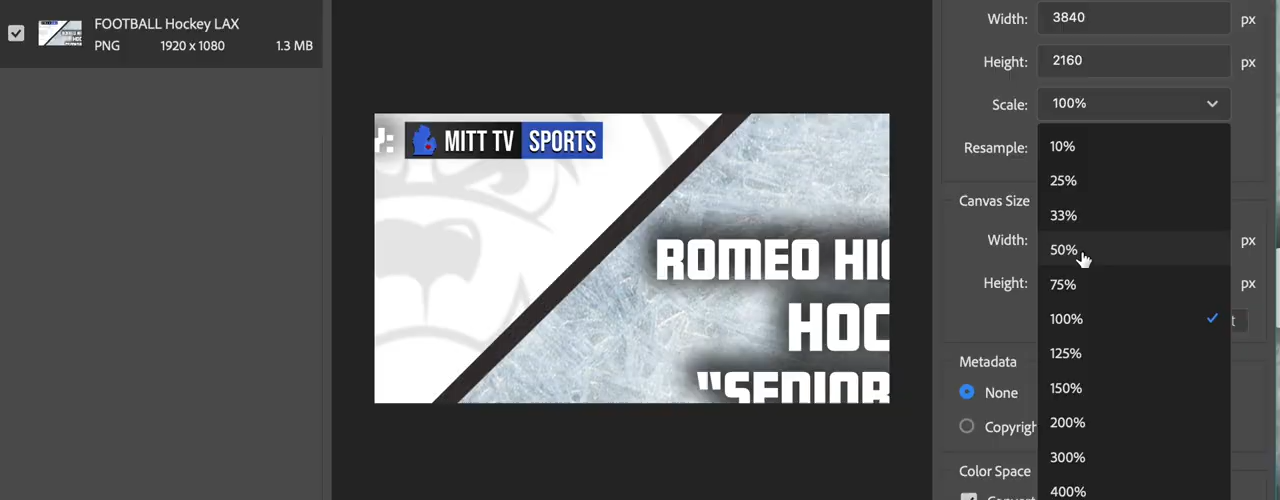 FOOTBALL Hockey LAX
PNG 1920 x 1080 1.3 MB
MITT TV SPORTS
ROMEO HIG
HOC
"SENIOR
Width: 3840 px
Height: 2160 px
Scale: 100%
Resample:
10%
25%
33%
50%
75%
100%
125%
150%
200%
300%
400%
Canvas Size
Width: px
Height: px
Metadata
None
Copyrigh
Color Space
Convert